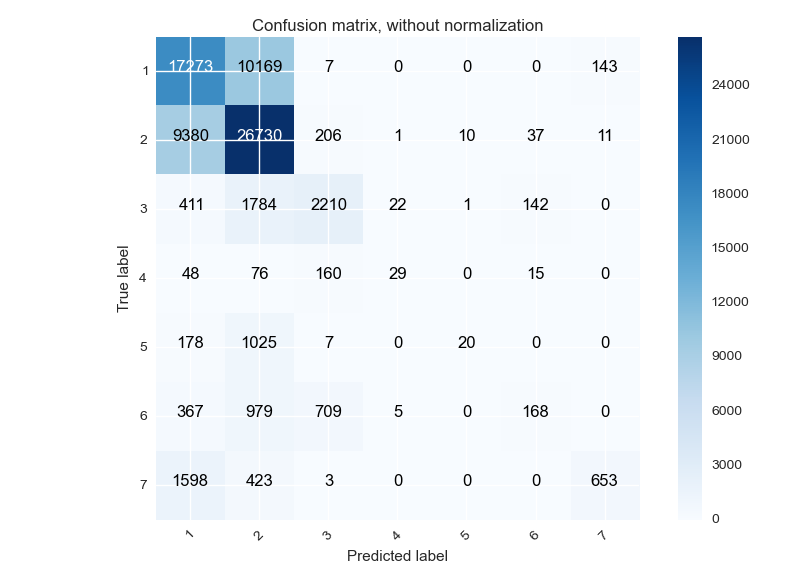 Confusion matrix, without normalization
1 17273 10169 7 0 0 0 143
2 9380 26730 206 1 10 37 11
3 411 1784 2210 22 1 142 0
4 48 76 160 29 0 15 0
5 178 1025 7 0 20 0 0
6 367 979 709 5 0 168 0
7 1598 423 3 0 0 0 653
1 2 3 4 5 6 7
True label
Predicted label
24000
21000
18000
15000
12000
9000
6000
3000
0